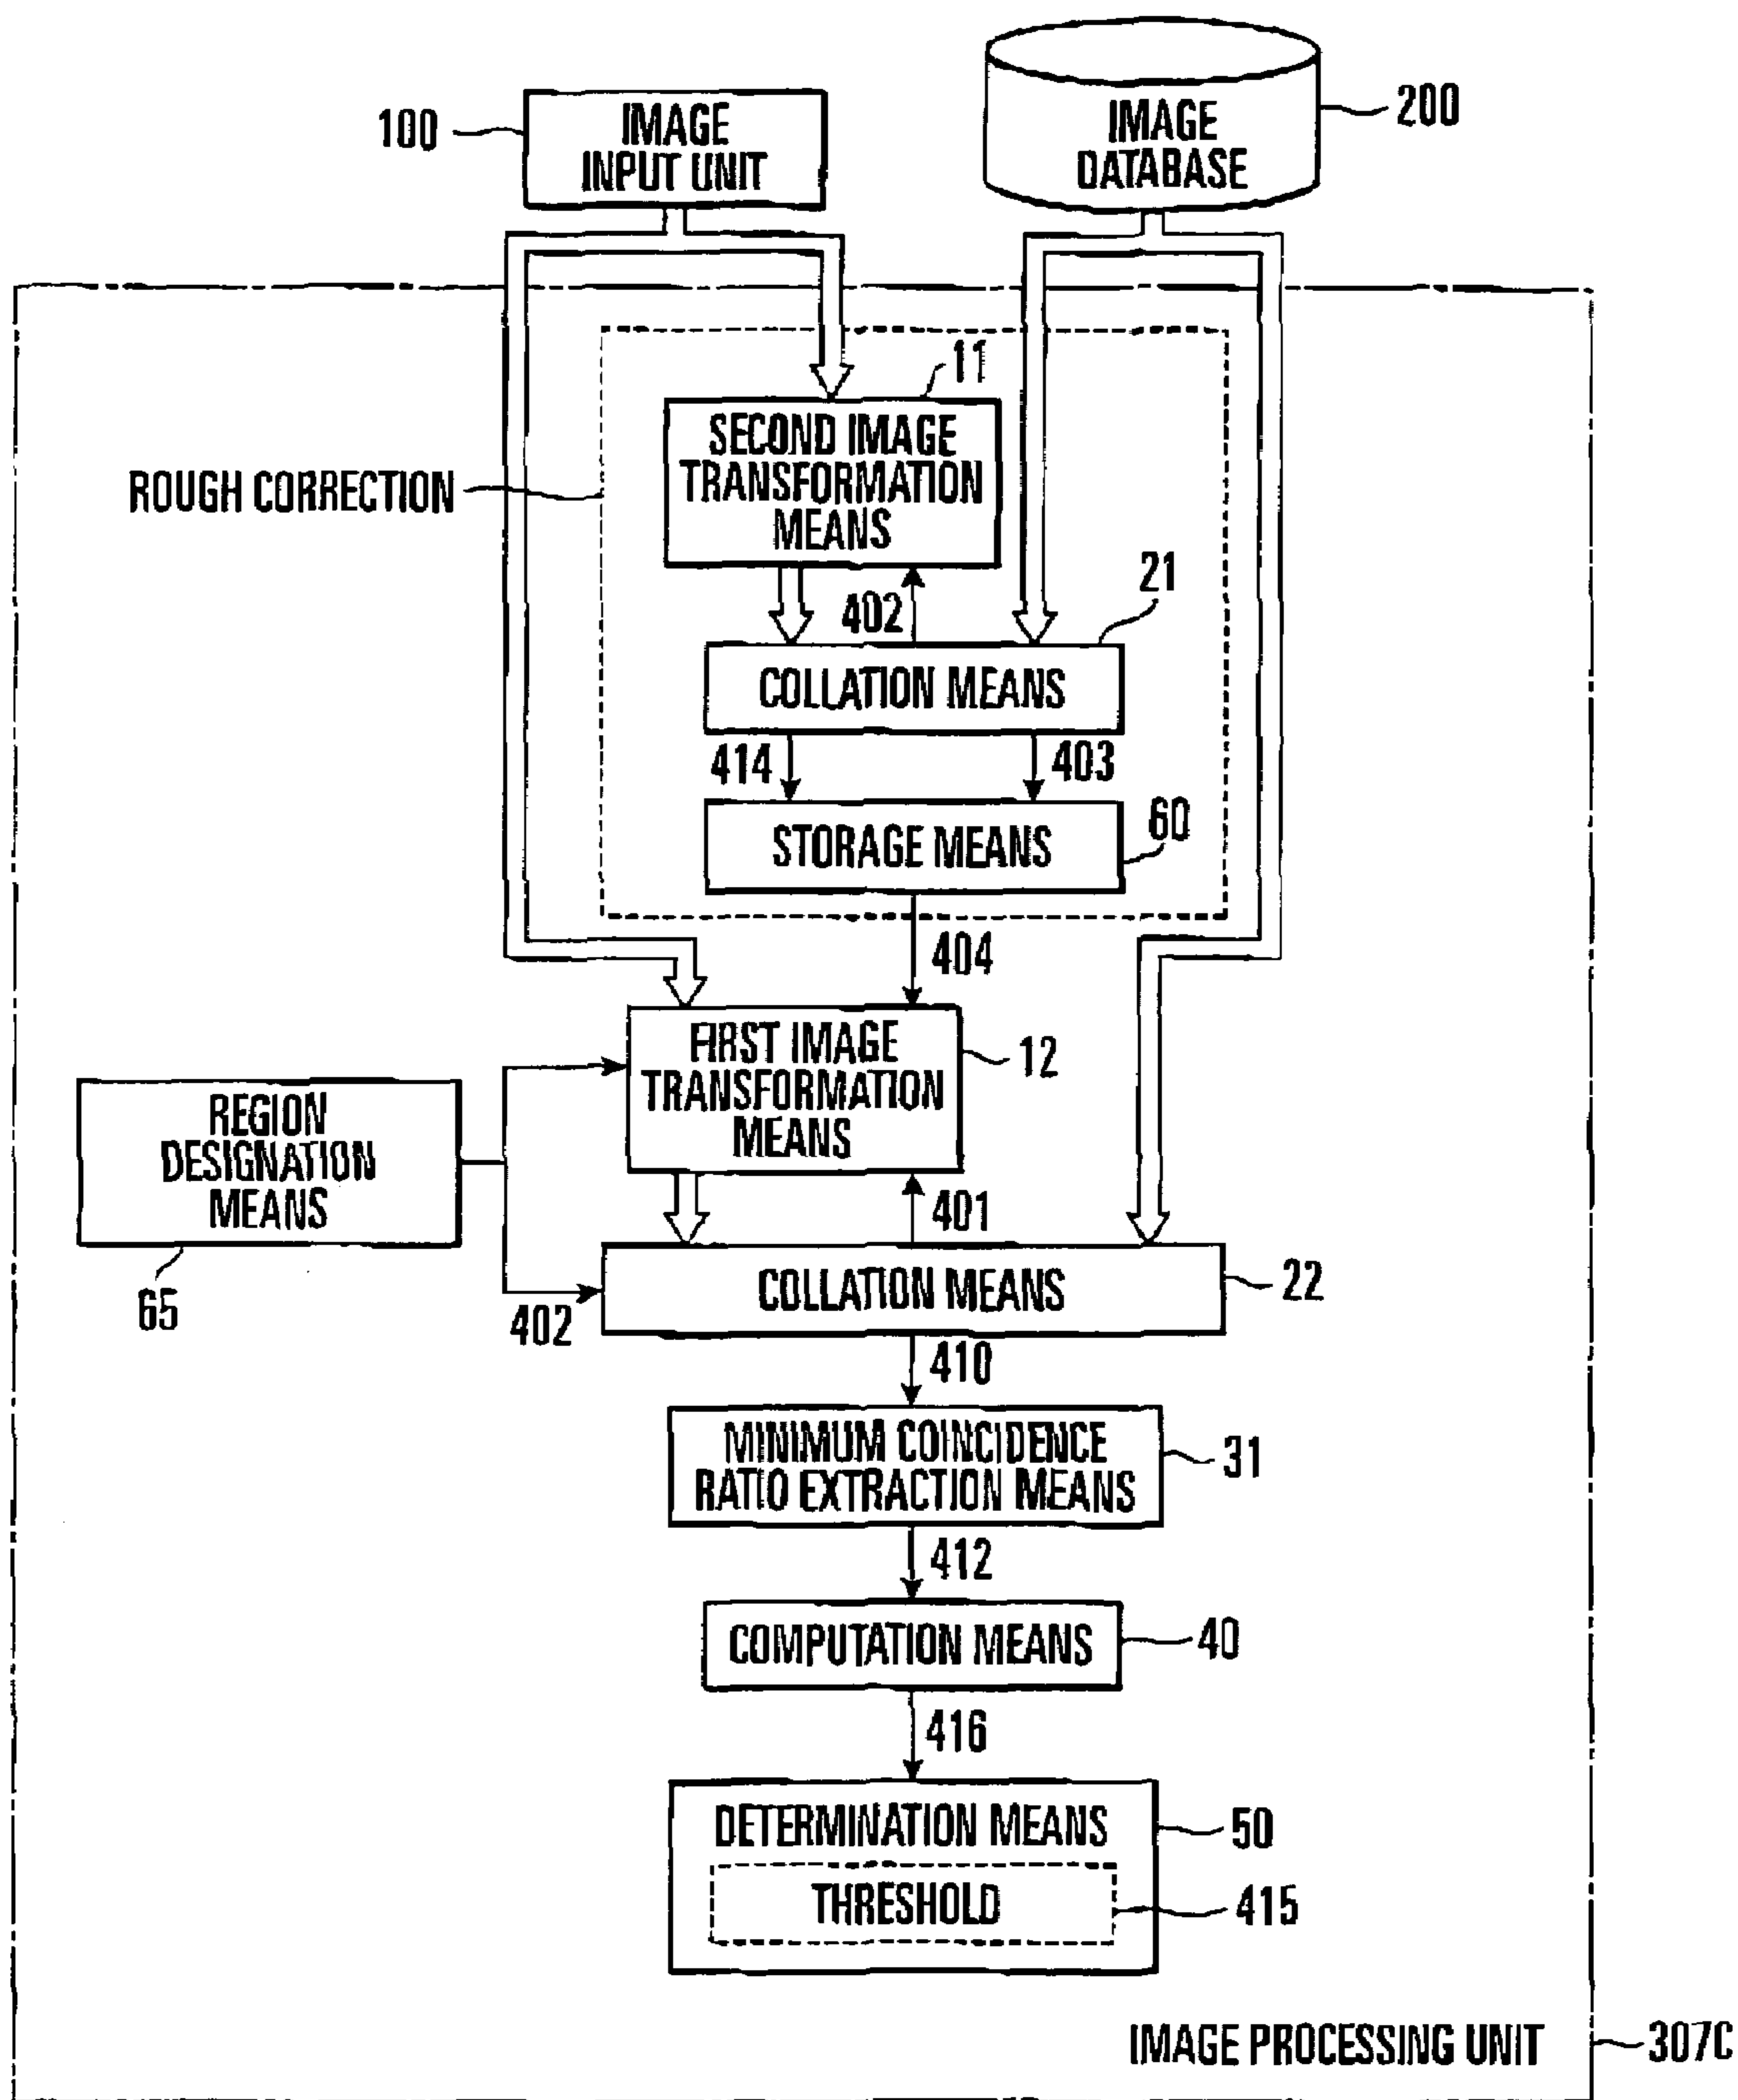 100
IMAGE
INPUT UNIT
IMAGE
DATABASE
200
11
SECOND IMAGE
TRANSFORMATION
MEANS
ROUGH CORRECTION
402
21
COLLATION MEANS
414
403
60
STORAGE MEANS
404
FIRST IMAGE
TRANSFORMATION
MEANS
12
REGION
DESIGNATION
MEANS
65
401
402
COLLATION MEANS
22
410
MINIMUM COINCIDENCE
RATIO EXTRACTION MEANS
31
412
COMPUTATION MEANS
40
416
DETERMINATION MEANS
50
THRESHOLD
415
IMAGE PROCESSING UNIT
307C